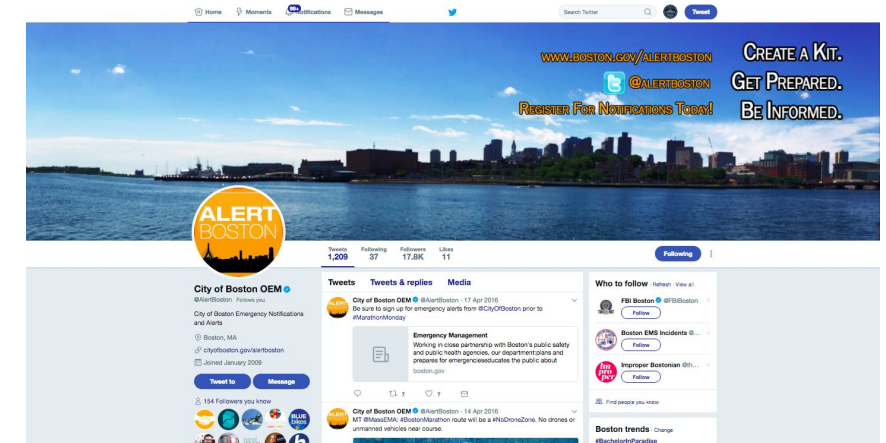 Home Moments 99+ Notifications Messages Search Twitter Tweet
WWW.BOSTON.GOV/ALERTBOSTON
@ALERTBOSTON
REGISTER FOR NOTIFICATIONS TODAY!
CREATE A KIT.
GET PREPARED.
BE INFORMED.
ALERT
BOSTON
Tweets Following Followers Likes
1,209 37 17.8K 11
Following
City of Boston OEM
@AlertBoston Follows you
City of Boston Emergency Notifications
and Alerts
Boston, MA
cityofboston.gov/alertboston
Joined January 2009
Tweet to Message
154 Followers you know
BLUE
bikes
Tweets Tweets & replies Media
City of Boston OEM @AlertBoston · 17 Apr 2016
Be sure to sign up for emergency alerts from @CityOfBoston prior to
#MarathonMonday
Emergency Management
Working in close partnership with Boston's public safety
and public health agencies, our department:plans and
prepares for emergencieseducates the public about
boston.gov
7 7
City of Boston OEM @AlertBoston · 14 Apr 2016
MT @MassEMA: #BostonMarathon route will be a #NoDroneZone. No drones or
unmanned vehicles near course.
Who to follow · Refresh · View all
FBI Boston @FBIBoston
Follow
Boston EMS Incidents @...
Follow
Im
pro
per
Improper Bostonian @th...
Follow
Find people you know
Boston trends · Change
#BachelorInParadise